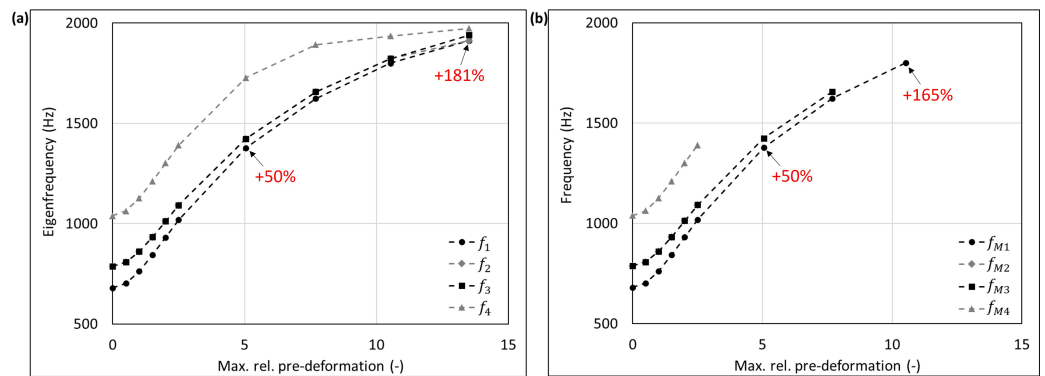 (a)
2000
1500
1000
500
Eigenfrequency (Hz)
+181%
+50%
f1
f2
f3
f4
0 5 10 15
Max. rel. pre-deformation (-)
(b)
2000
1500
1000
500
Frequency (Hz)
+165%
+50%
fM1
fM2
fM3
fM4
0 5 10 15
Max. rel. pre-deformation (-)